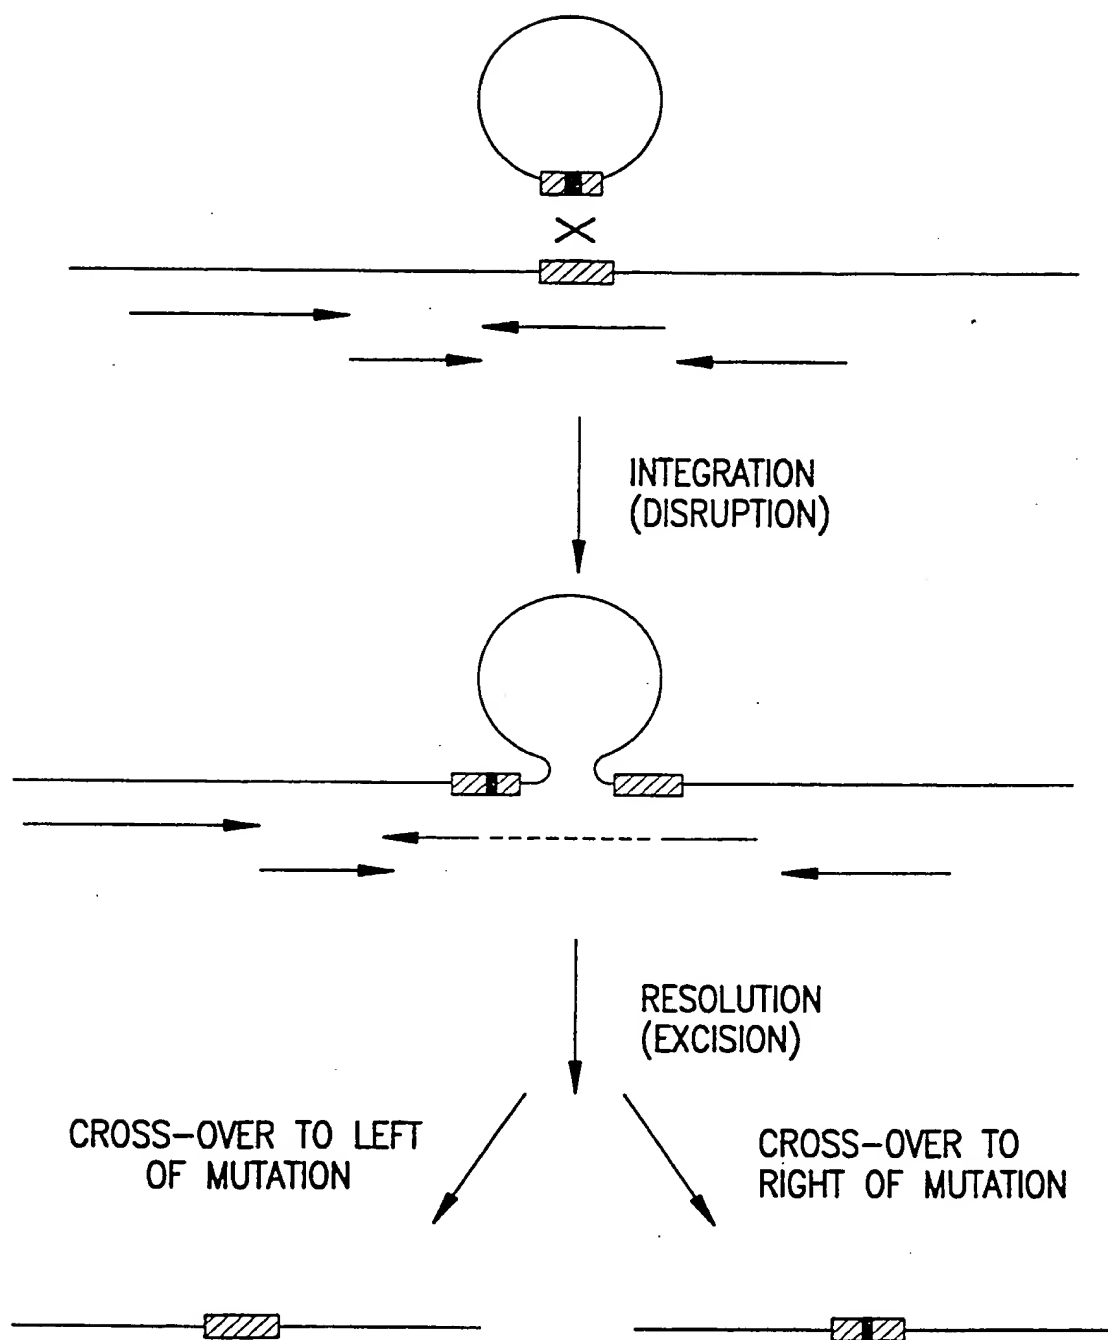 INTEGRATION
(DISRUPTION)
RESOLUTION
(EXCISION)
CROSS-OVER TO LEFT
OF MUTATION
CROSS-OVER TO
RIGHT OF MUTATION